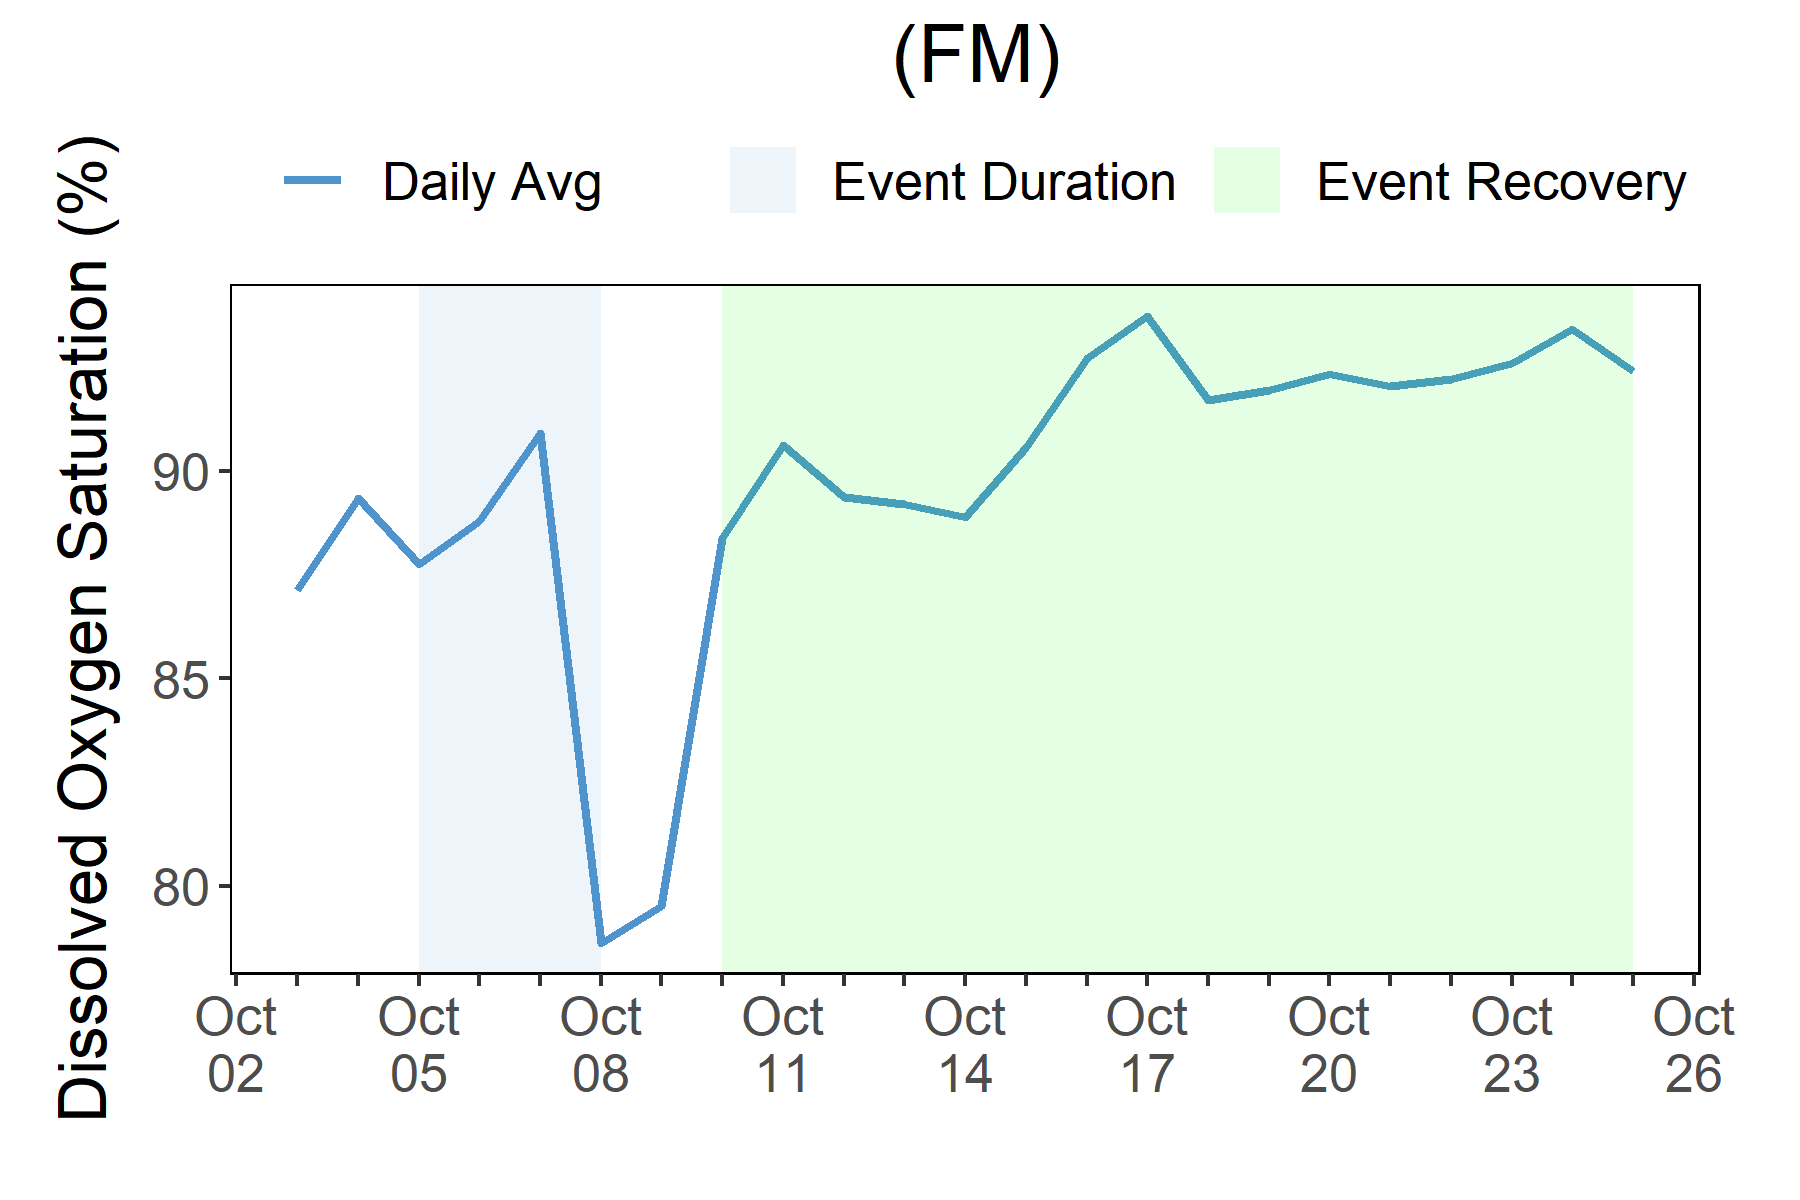 (FM)
Daily Avg
Event Duration
Event Recovery
Dissolved Oxygen Saturation (%)
90
85
80
Oct 02
Oct 05
Oct 08
Oct 11
Oct 14
Oct 17
Oct 20
Oct 23
Oct 26